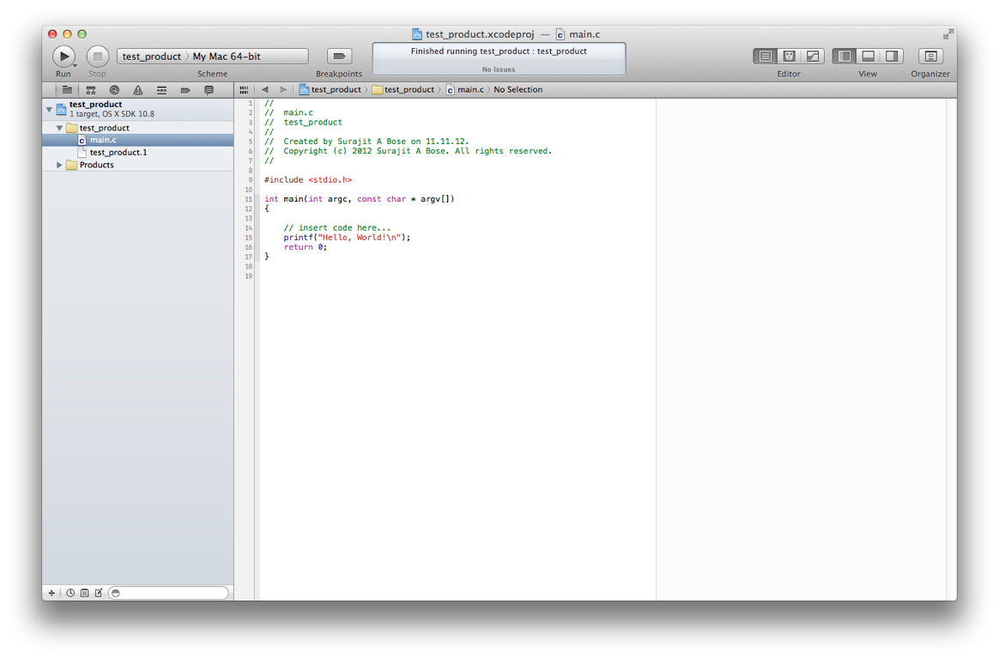 test_product.xcodeproj — main.c
test_product 〉 My Mac 64-bit
Finished running test_product : test_product
No Issues
Run
Stop
Scheme
Breakpoints
Editor
View
Organizer
test_product 〉 test_product 〉 main.c 〉 No Selection
test_product
1 target, OS X SDK 10.8
test_product
main.c
test_product.1
Products
1 //
2 //  main.c
3 //  test_product
4 //
5 //  Created by Surajit A Bose on 11.11.12.
6 //  Copyright (c) 2012 Surajit A Bose. All rights reserved.
7 //
8
9 #include <stdio.h>
10
11 int main(int argc, const char * argv[])
12 {
13
14     // insert code here...
15     printf("Hello, World!\n");
16     return 0;
17 }
18
19